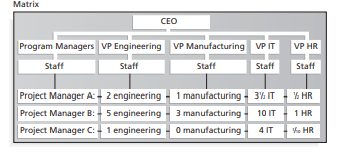 Matrix
CEO
Program Managers VP Engineering VP Manufacturing VP IT VP HR
Staff Staff Staff Staff Staff
Project Manager A: 2 engineering 1 manufacturing 3½ IT ½ HR
Project Manager B: 5 engineering 3 manufacturing 10 IT 1 HR
Project Manager C: 1 engineering 0 manufacturing 4 IT HR